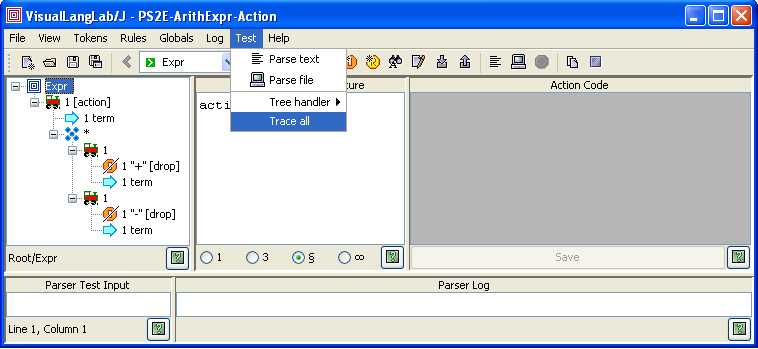 VisualLangLab/J - PS2E-ArithExpr-Action
File View Tokens Rules Globals Log Test Help
Expr
Parse text
Parse file
Tree handler
Trace all
Expr
1 [action]
1 term
*
1
1 "+" [drop]
1 term
1
1 "-" [drop]
1 term
Root/Expr
ture
acti
1 3 § ∞
Action Code
Save
Parser Test Input
Parser Log
Line 1, Column 1